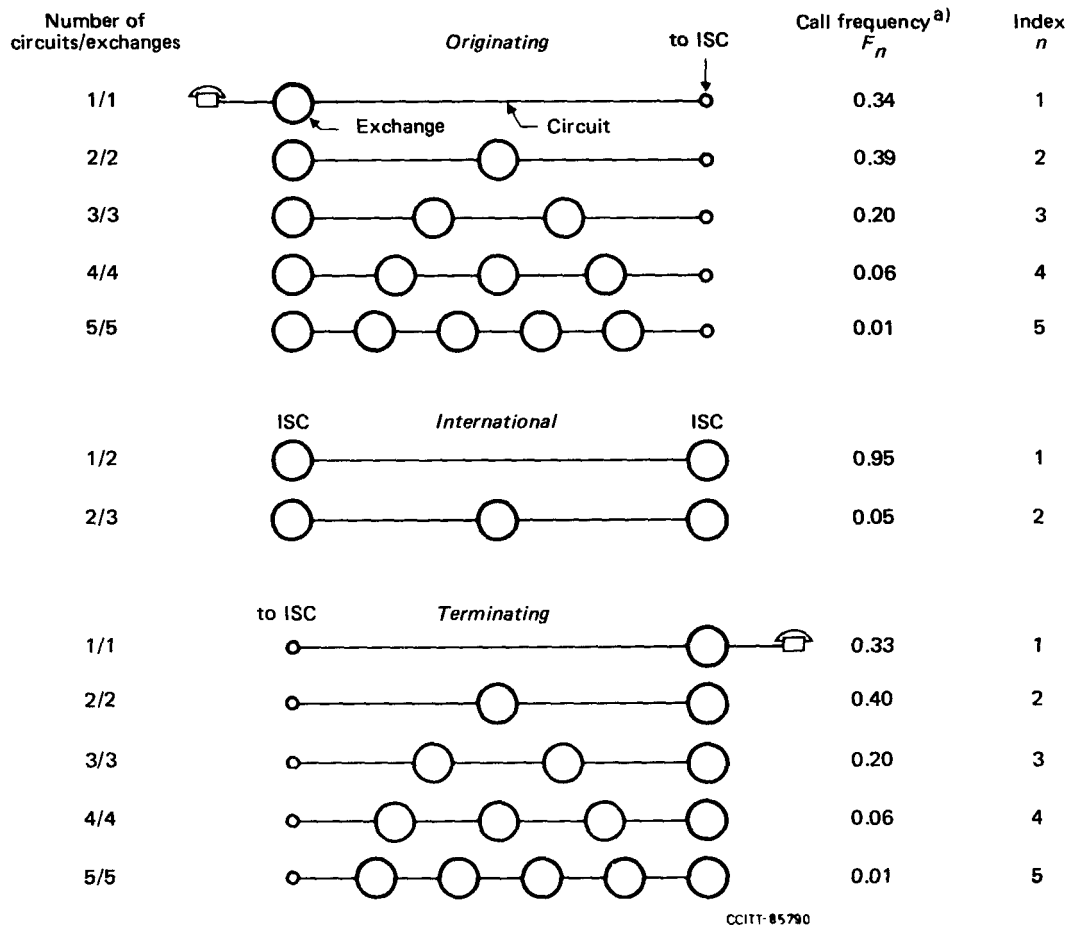 Number of circuits/exchanges
Originating
to ISC
Call frequency a)
Fn
Index
n
1/1 0.34 1
Exchange
Circuit
2/2 0.39 2
3/3 0.20 3
4/4 0.06 4
5/5 0.01 5
ISC International ISC
1/2 0.95 1
2/3 0.05 2
to ISC Terminating
1/1 0.33 1
2/2 0.40 2
3/3 0.20 3
4/4 0.06 4
5/5 0.01 5
CCITT-85790